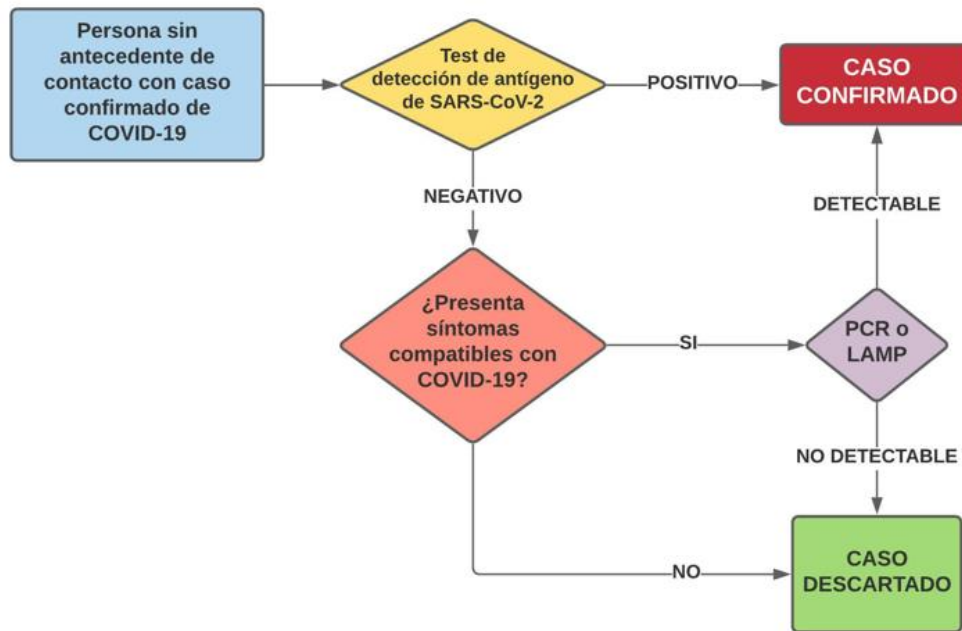 Persona sin
antecedente de
contacto con caso
confirmado de
COVID-19
Test de
detección de antígeno
de SARS-CoV-2
POSITIVO
CASO
CONFIRMADO
NEGATIVO
DETECTABLE
¿Presenta
síntomas
compatibles con
COVID-19?
SI
PCR o
LAMP
NO DETECTABLE
NO
CASO
DESCARTADO